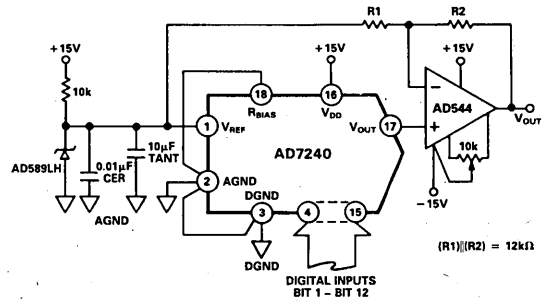 R1
R2
+15V
+15V
+15V
10k
18
16
RBIAS
VDD
AD544
1
VREF
VOUT
17
−
+
VOUT
AD7240
10k
AD589LH
0.01μF
CER
10μF
TANT
2
AGND
−15V
AGND
DGND
3
4
15
DGND
(R1)||(R2) = 12kΩ
DIGITAL INPUTS
BIT 1 – BIT 12